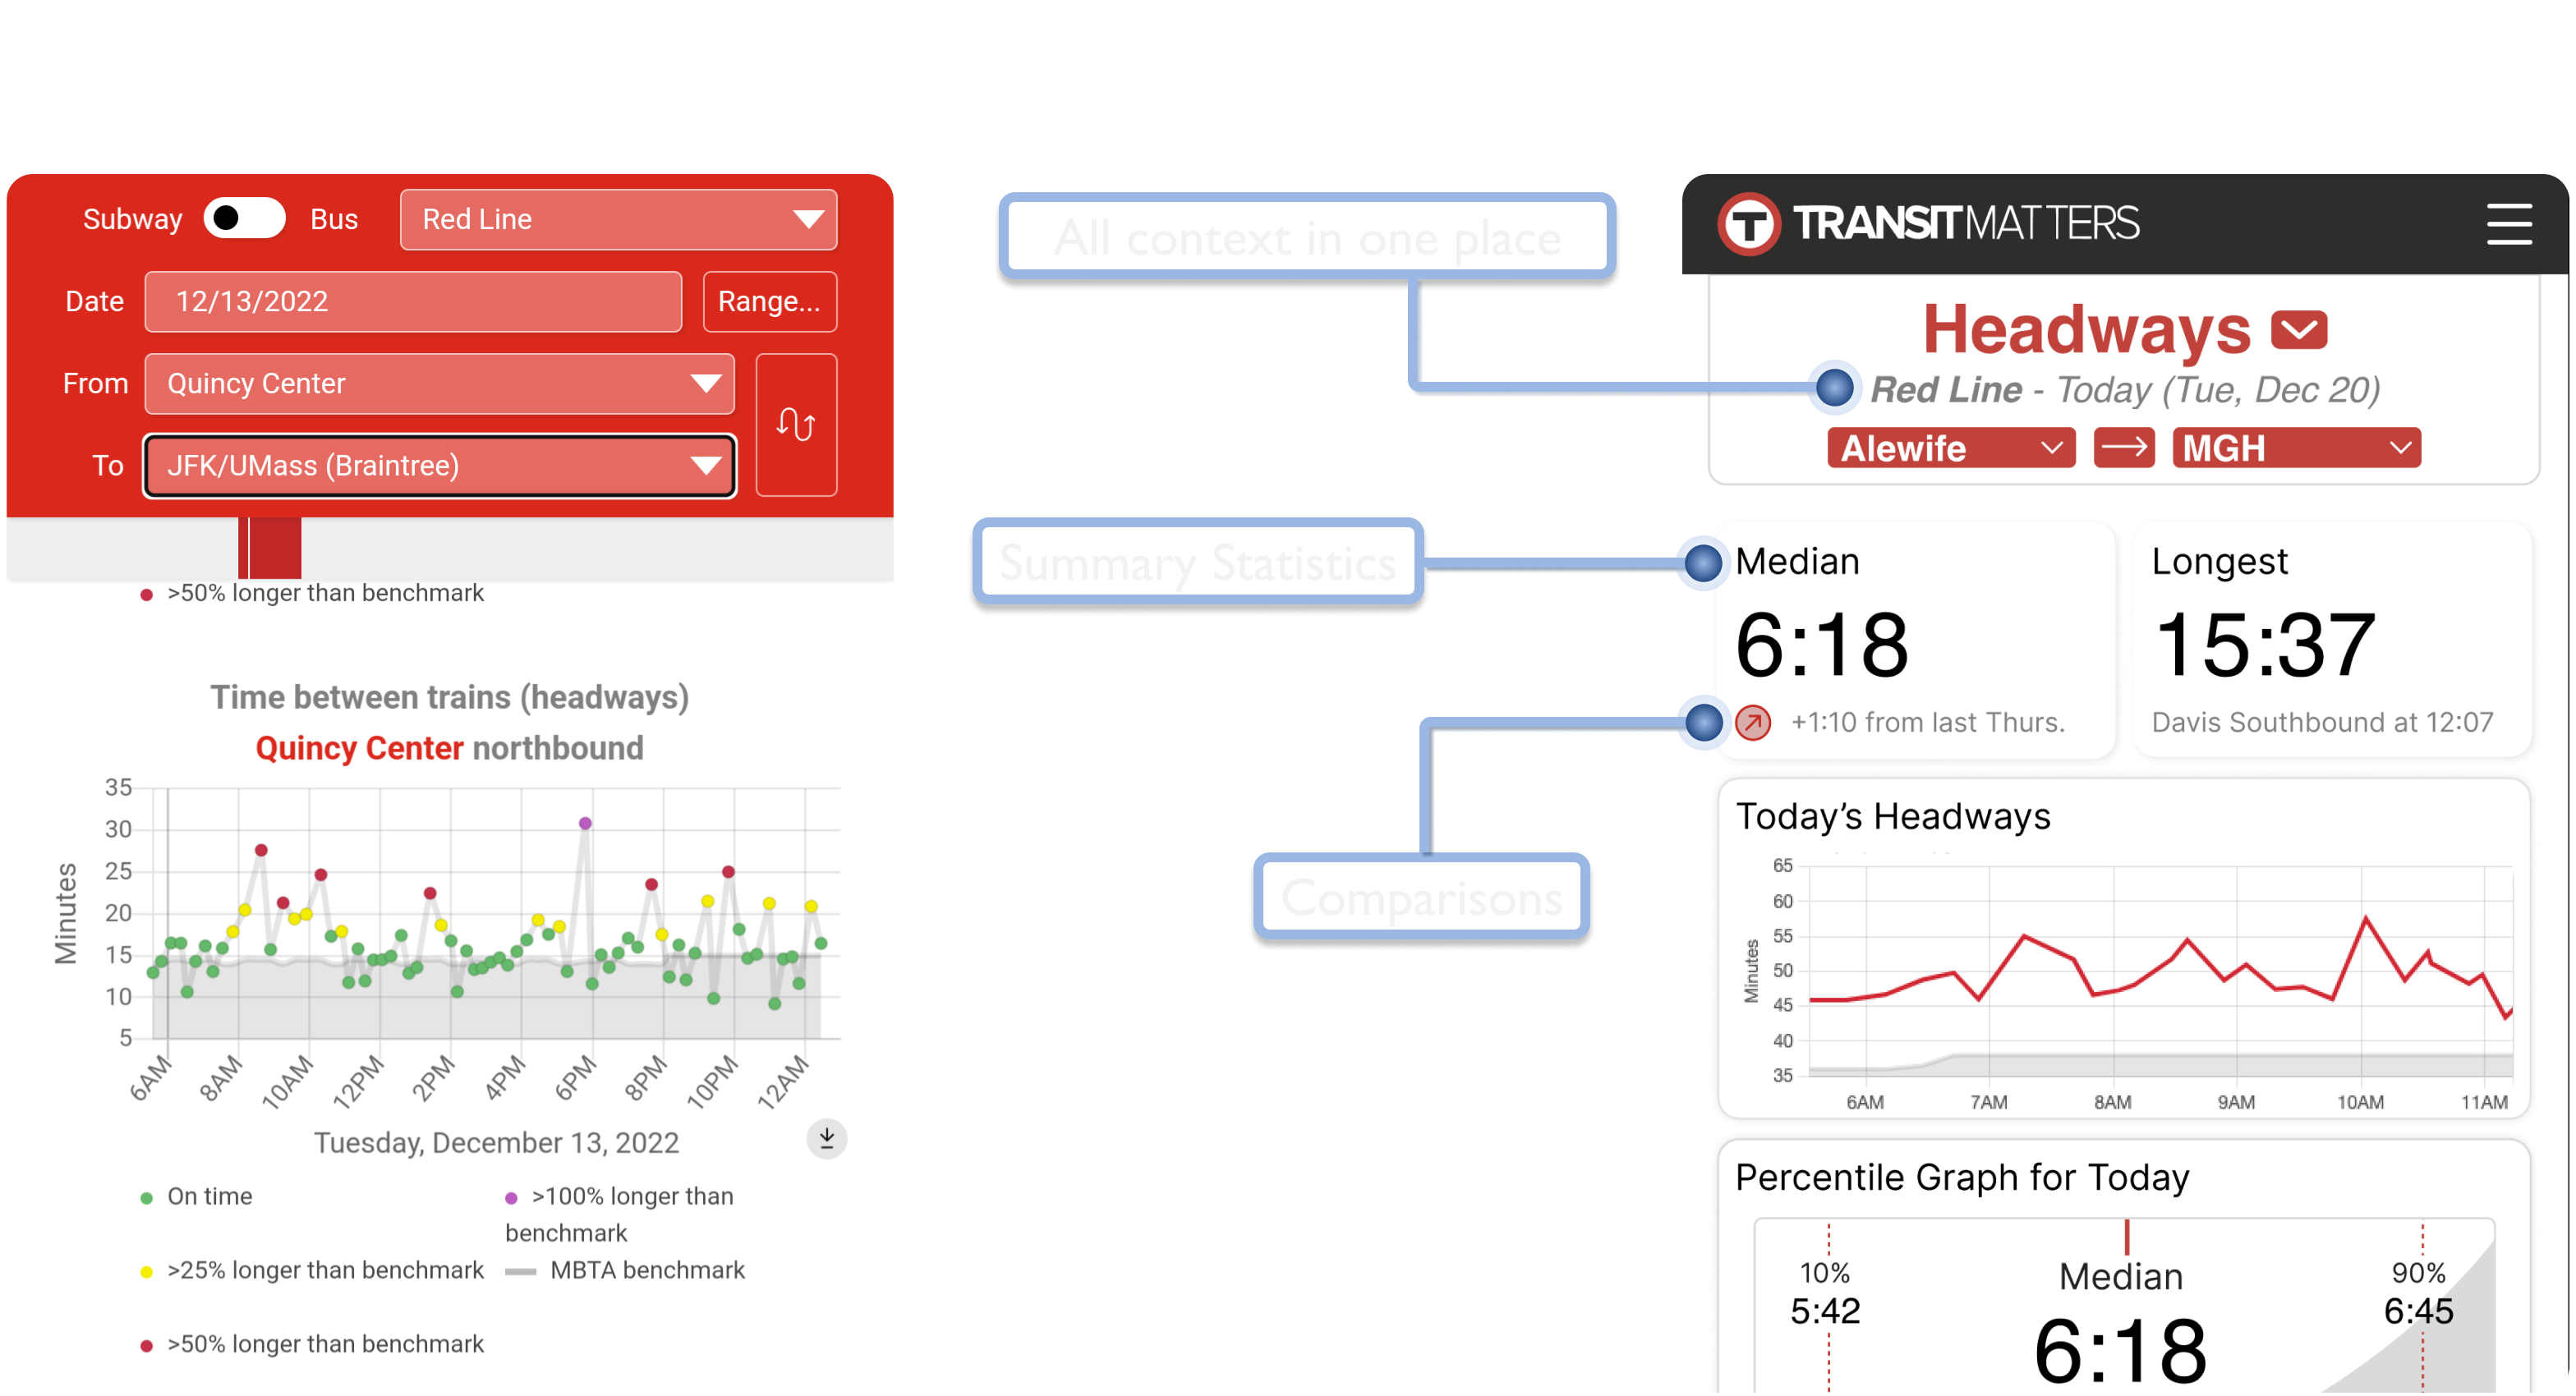 Subway Bus Red Line
Date 12/13/2022 Range...
From Quincy Center
To JFK/UMass (Braintree)
>50% longer than benchmark
Time between trains (headways)
Quincy Center northbound
Minutes
35
30
25
20
15
10
5
6AM 8AM 10AM 12PM 2PM 4PM 6PM 8PM 10PM 12AM
Tuesday, December 13, 2022
On time
>100% longer than
benchmark
>25% longer than benchmark
MBTA benchmark
>50% longer than benchmark
All context in one place
Summary Statistics
Comparisons
T TRANSITMATTERS
Headways
Red Line - Today (Tue, Dec 20)
Alewife → MGH
Median
6:18
+1:10 from last Thurs.
Longest
15:37
Davis Southbound at 12:07
Today’s Headways
Minutes
65
60
55
50
45
40
35
6AM 7AM 8AM 9AM 10AM 11AM
Percentile Graph for Today
10%
5:42
Median
6:18
90%
6:45